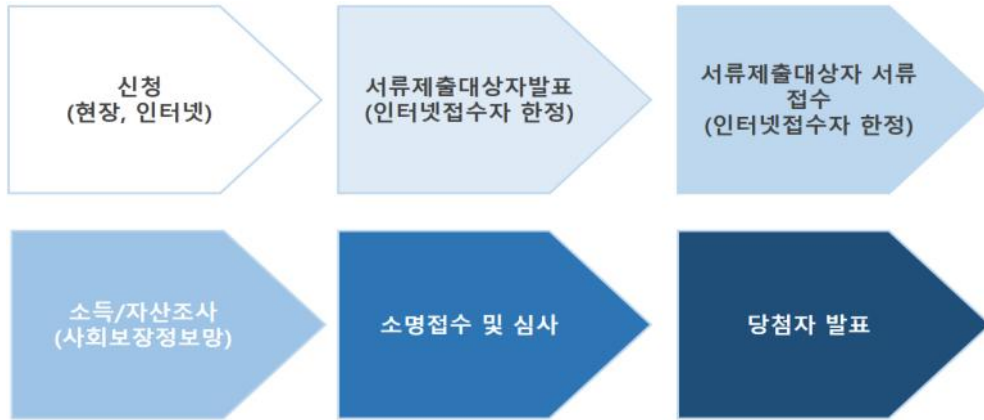 신청
(현장, 인터넷)
서류제출대상자발표
(인터넷접수자 한정)
서류제출대상자 서류
접수
(인터넷접수자 한정)
소득/자산조사
(사회보장정보망)
소명접수 및 심사
당첨자 발표